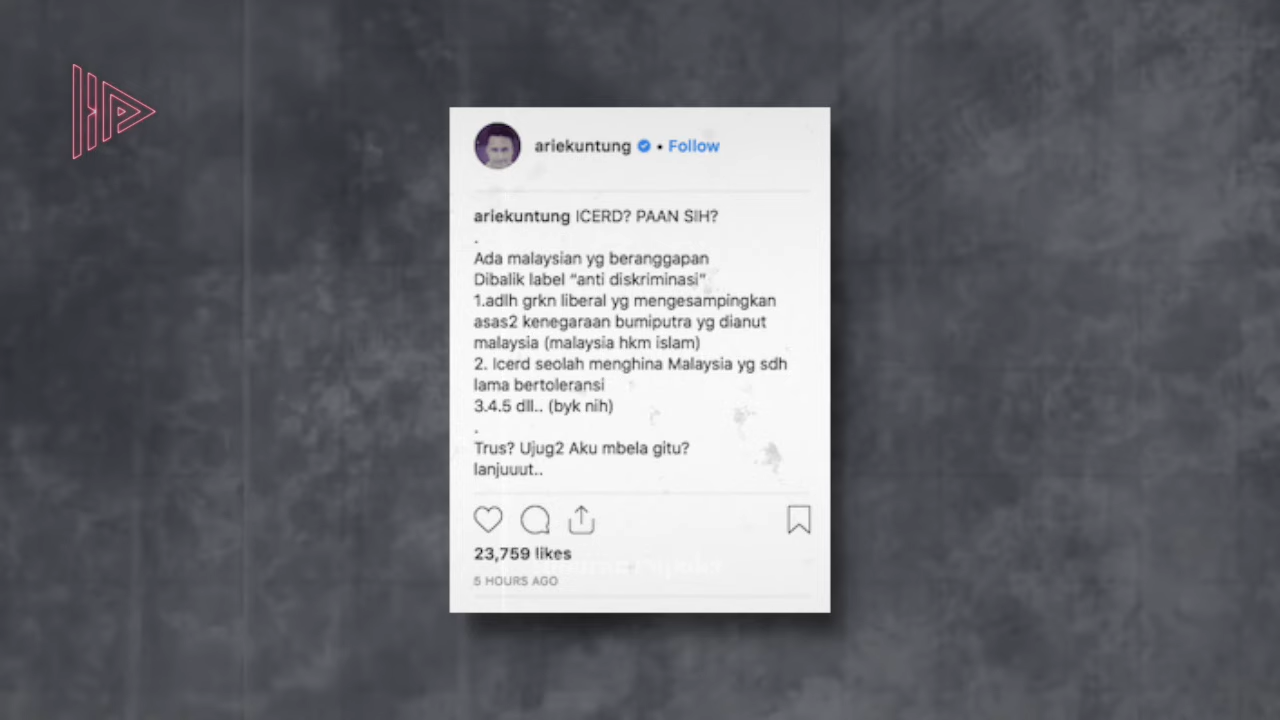 ariekuntung • Follow
ariekuntung ICERD? PAAN SIH?
.
Ada malaysian yg beranggapan
Dibalik label “anti diskriminasi”
1.adlh grkn liberal yg mengesampingkan
asas2 kenegaraan bumiputra yg dianut
malaysia (malaysia hkm islam)
2. Icerd seolah menghina Malaysia yg sdh
lama bertoleransi
3.4.5 dll.. (byk nih)
.
Trus? Ujug2 Aku mbela gitu?
lanjuuut..
23,759 likes
5 HOURS AGO